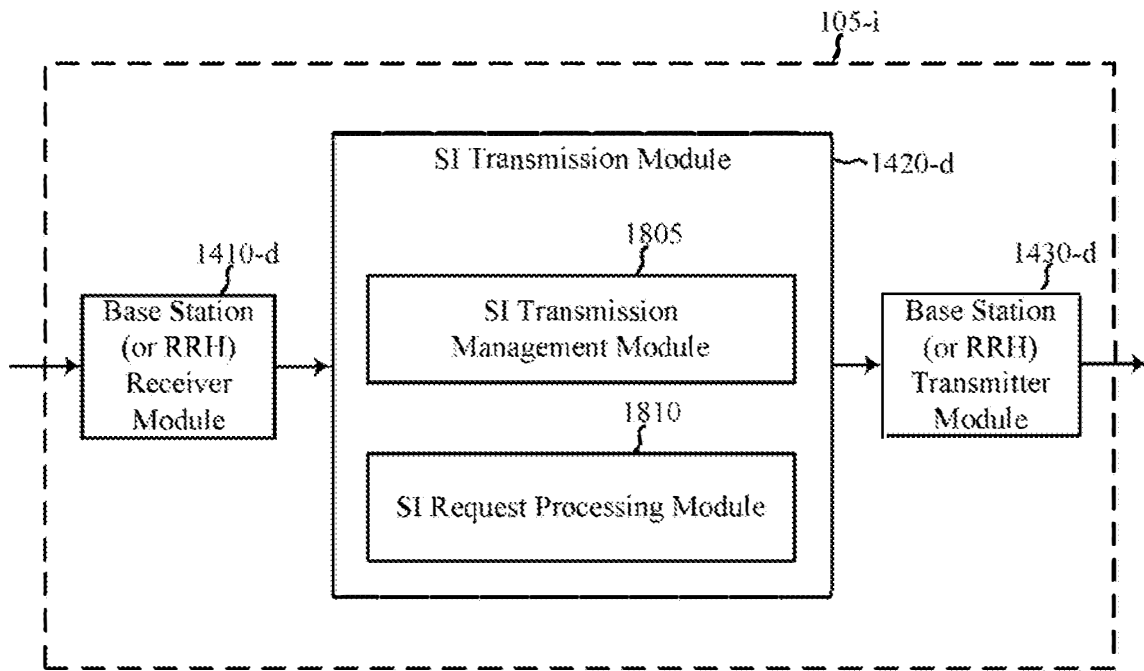 105-i
SI Transmission Module
1420-d
1805
1410-d
1430-d
Base Station
(or RRH)
Receiver
Module
SI Transmission
Management Module
Base Station
(or RRH)
Transmitter
Module
1810
SI Request Processing Module